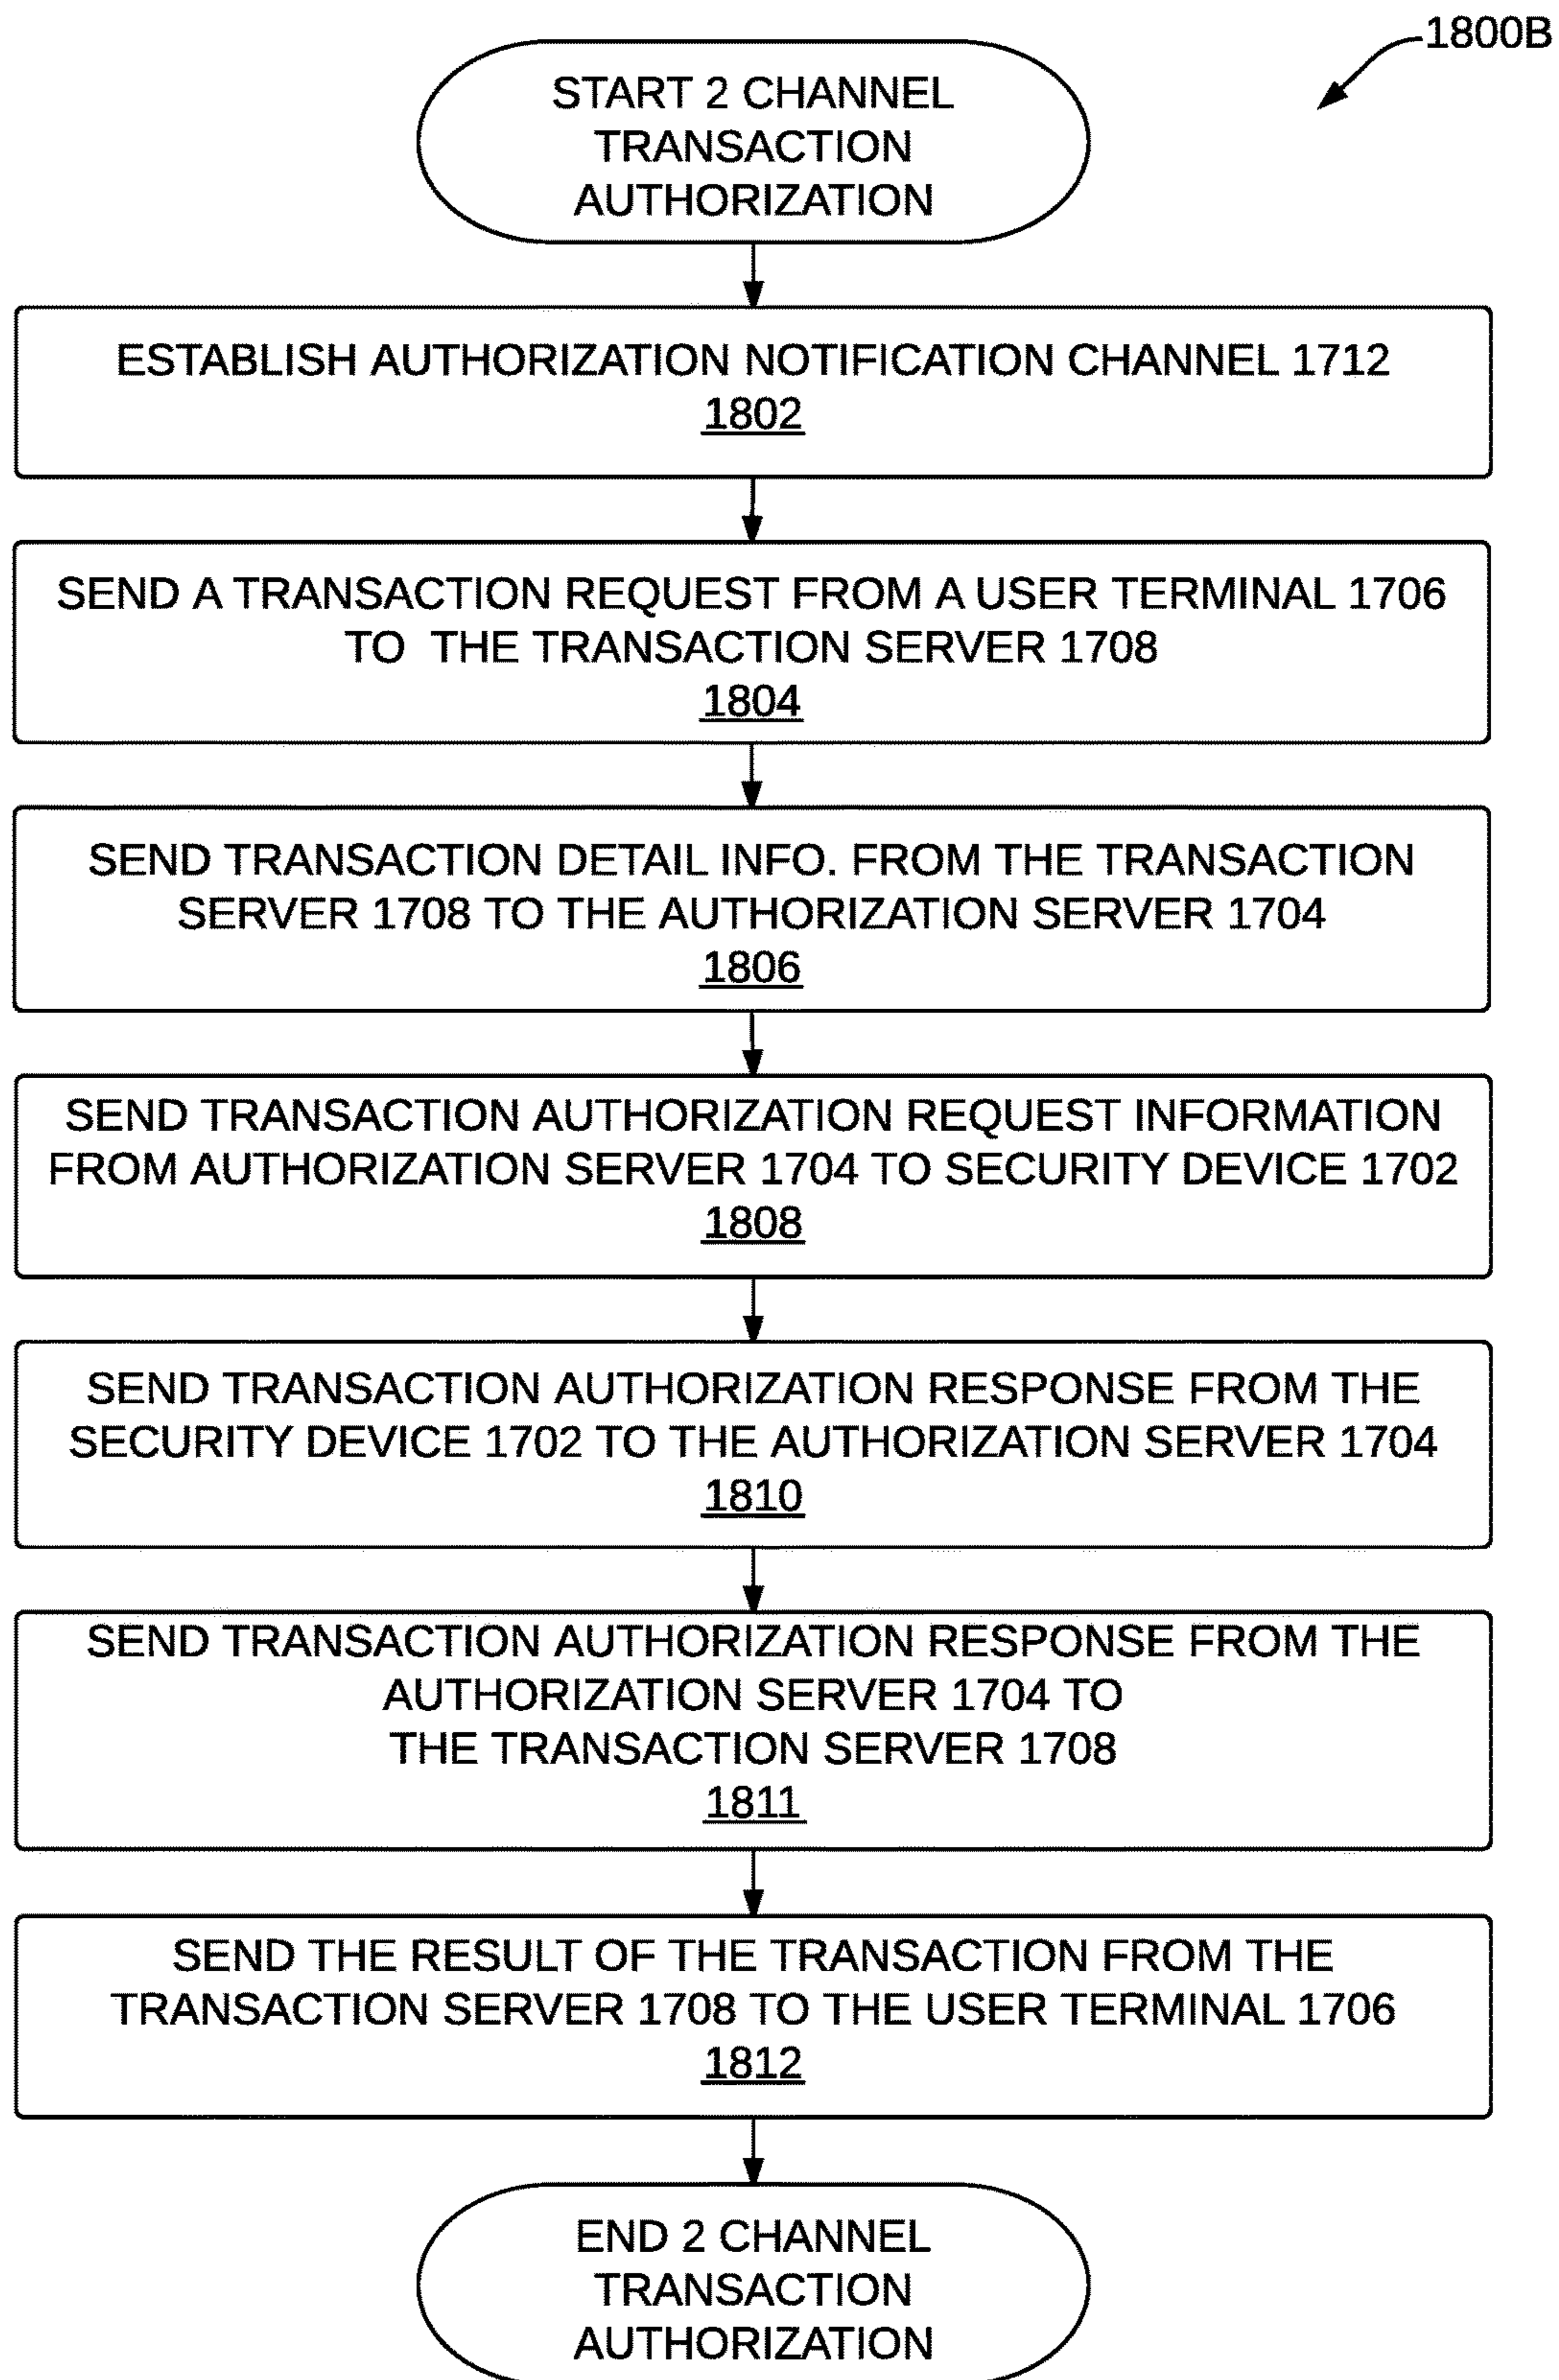 1800B
START 2 CHANNEL
TRANSACTION
AUTHORIZATION
ESTABLISH AUTHORIZATION NOTIFICATION CHANNEL 1712
1802
SEND A TRANSACTION REQUEST FROM A USER TERMINAL 1706
TO THE TRANSACTION SERVER 1708
1804
SEND TRANSACTION DETAIL INFO. FROM THE TRANSACTION
SERVER 1708 TO THE AUTHORIZATION SERVER 1704
1806
SEND TRANSACTION AUTHORIZATION REQUEST INFORMATION
FROM AUTHORIZATION SERVER 1704 TO SECURITY DEVICE 1702
1808
SEND TRANSACTION AUTHORIZATION RESPONSE FROM THE
SECURITY DEVICE 1702 TO THE AUTHORIZATION SERVER 1704
1810
SEND TRANSACTION AUTHORIZATION RESPONSE FROM THE
AUTHORIZATION SERVER 1704 TO
THE TRANSACTION SERVER 1708
1811
SEND THE RESULT OF THE TRANSACTION FROM THE
TRANSACTION SERVER 1708 TO THE USER TERMINAL 1706
1812
END 2 CHANNEL
TRANSACTION
AUTHORIZATION